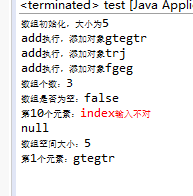 <terminated> test [Java Applic
数组初始化，大小为5
add执行，添加对象gtegtr
add执行，添加对象trj
add执行，添加对象fgeg
数组个数：3
数组是否为空：false
第10个元素：index输入不对
null
数组空间大小：5
第1个元素：gtegtr